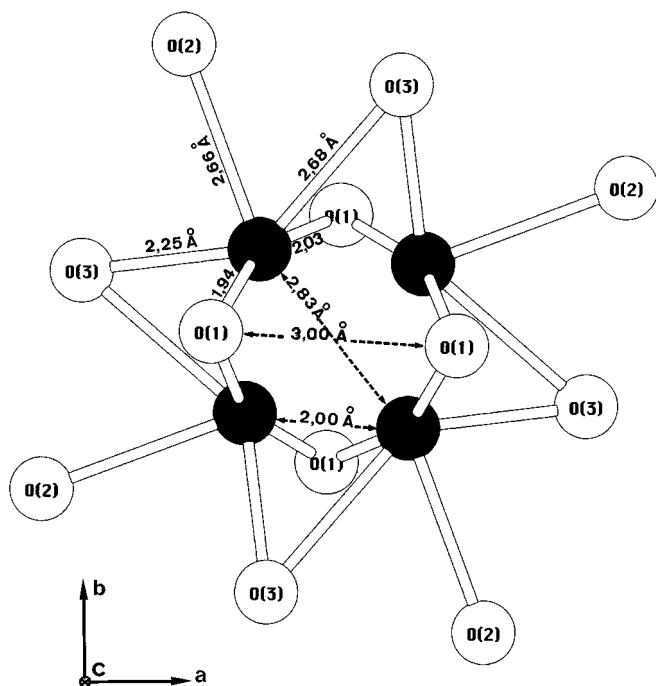 O(2)
O(3)
2,66 Å
2,68 Å
O(2)
O(1)
2,25 Å
2,03
O(3)
1,94
2,83 Å
O(1)
3,00 Å
O(1)
2,00 Å
O(3)
O(1)
O(2)
O(3)
O(2)
b
C
a